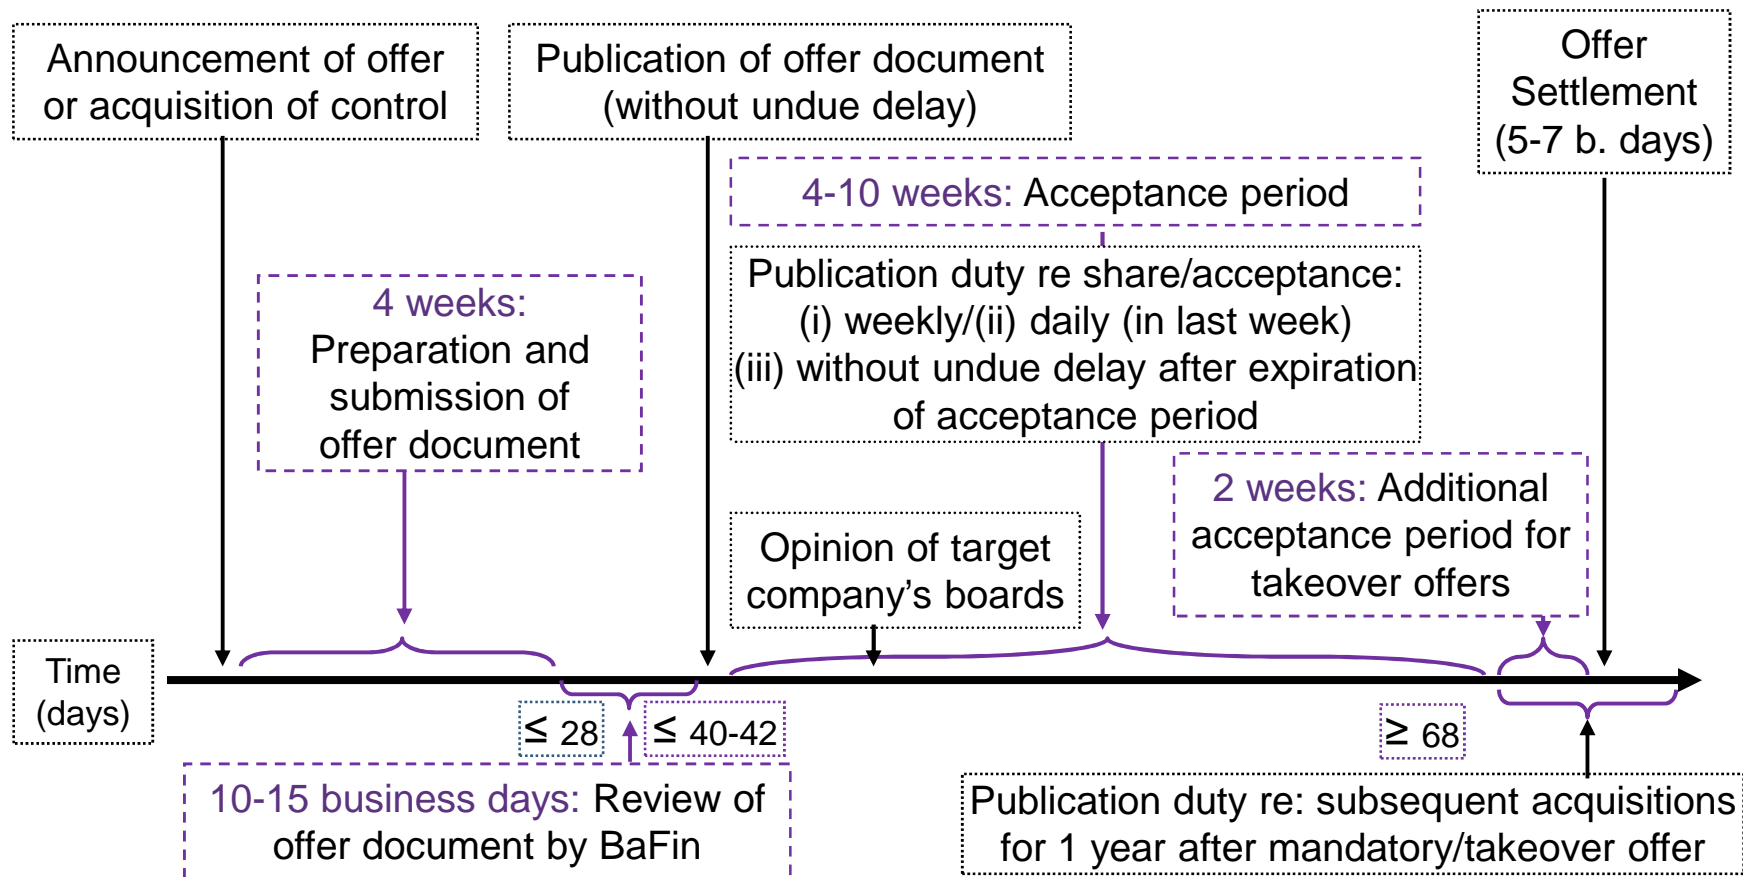 Announcement of offer
or acquisition of control
Publication of offer document
(without undue delay)
Offer
Settlement
(5-7 b. days)
4-10 weeks: Acceptance period
Publication duty re share/acceptance:
(i) weekly/(ii) daily (in last week)
(iii) without undue delay after expiration
of acceptance period
4 weeks:
Preparation and
submission of
offer document
2 weeks: Additional
acceptance period for
takeover offers
Opinion of target
company’s boards
Time
(days)
≤ 28
≤ 40-42
≥ 68
10-15 business days: Review of
offer document by BaFin
Publication duty re: subsequent acquisitions
for 1 year after mandatory/takeover offer